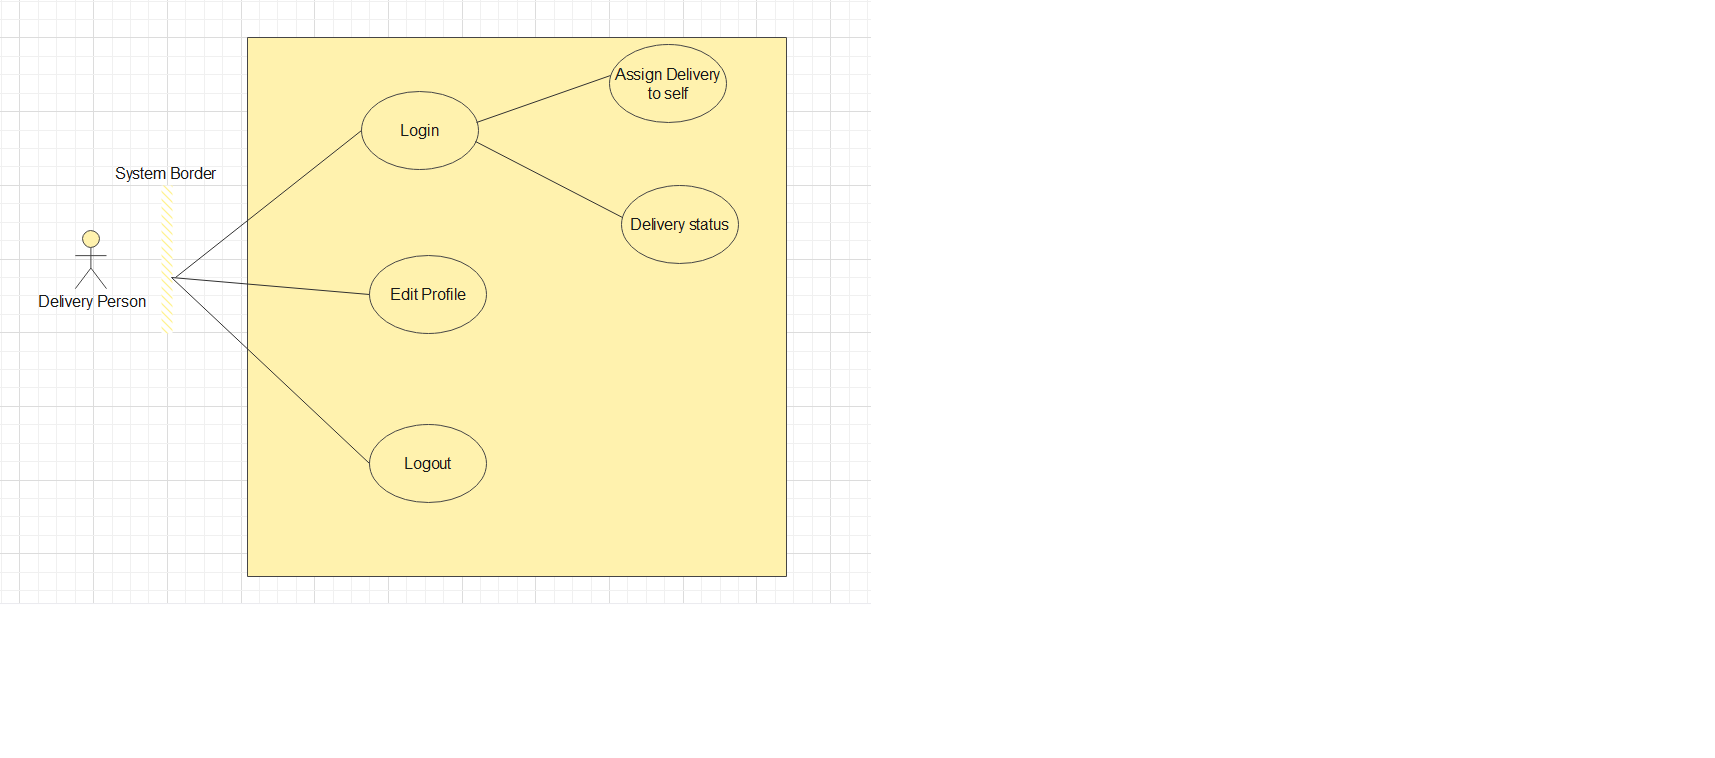 Assign Delivery
to self
Login
System Border
Delivery status
Delivery Person
Edit Profile
Logout